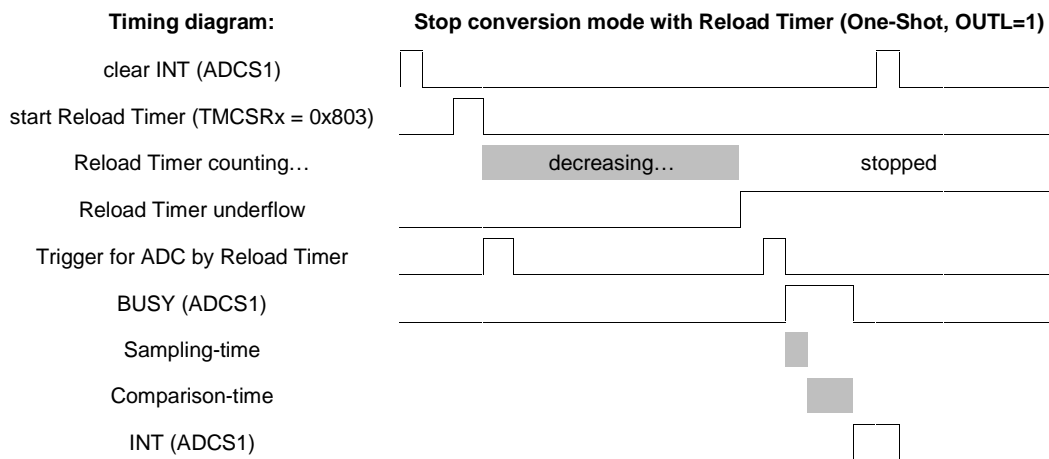 Timing diagram: Stop conversion mode with Reload Timer (One-Shot, OUTL=1)
clear INT (ADCS1)
start Reload Timer (TMCSRx = 0x803)
Reload Timer counting… decreasing… stopped
Reload Timer underflow
Trigger for ADC by Reload Timer
BUSY (ADCS1)
Sampling-time
Comparison-time
INT (ADCS1)